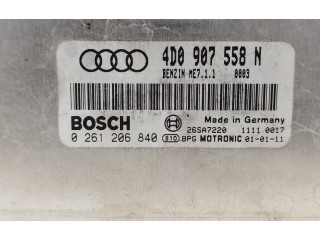 4D0 907 558 N
BENZIN ME7.1.1 0003
BOSCH Made in Germany
26SA7220 1111 0017
0 261 206 840 E10 BPG MOTRONIC 01-01-11